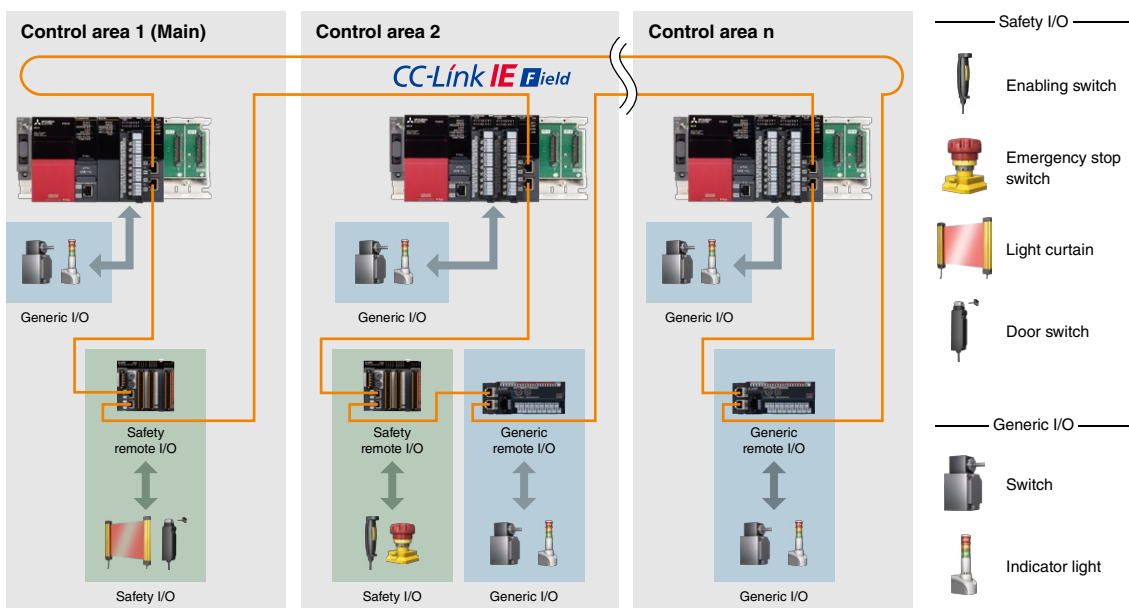 Control area 1 (Main)
Control area 2
Control area n
CC-Link IE Field
Generic I/O
Generic I/O
Generic I/O
Safety
remote I/O
Safety
remote I/O
Generic
remote I/O
Generic
remote I/O
Safety I/O
Safety I/O
Generic I/O
Generic I/O
Safety I/O
Enabling switch
Emergency stop
switch
Light curtain
Door switch
Generic I/O
Switch
Indicator light